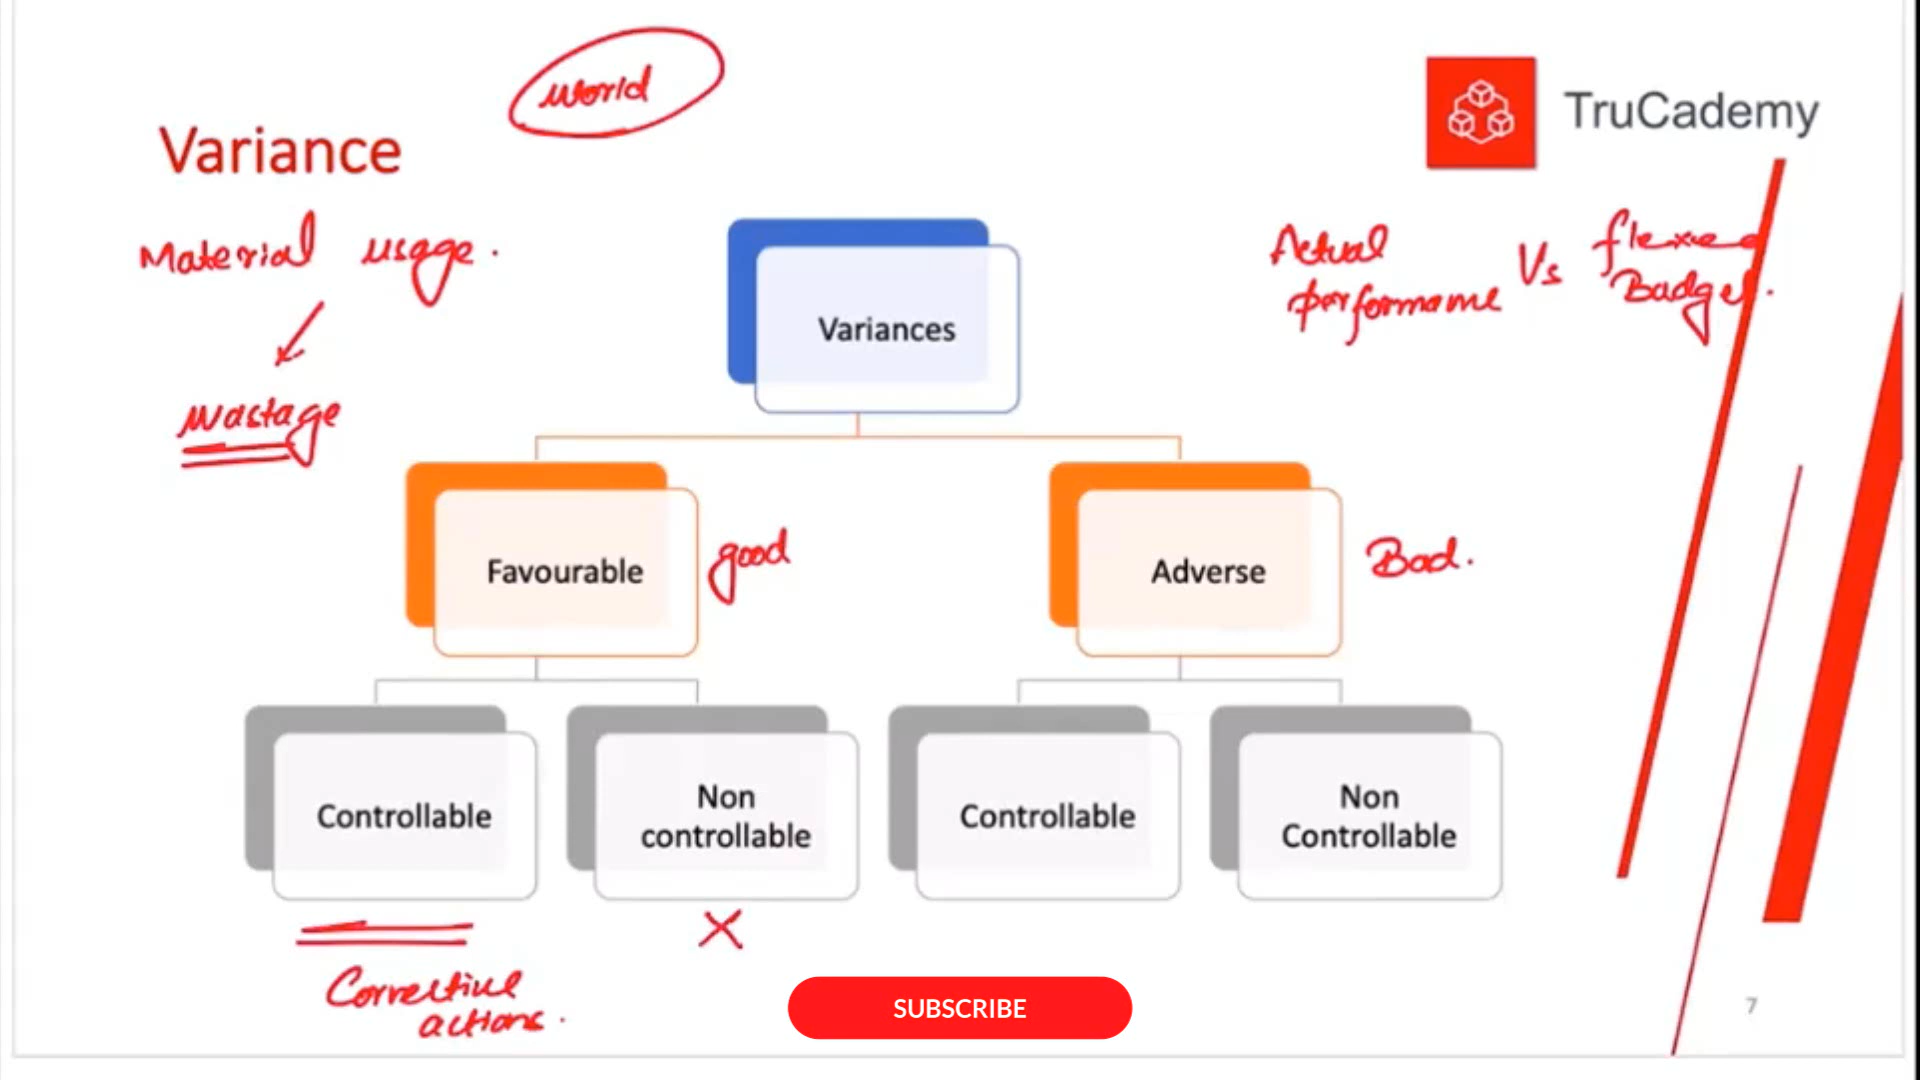 world
TruCademy
Variance
Material usage.
Actual performance Vs flexed Budget.
Variances
wastage
Favourable
good
Adverse
Bad.
Controllable
Non
controllable
Controllable
Non
Controllable
X
Corrective
actions.
SUBSCRIBE
7